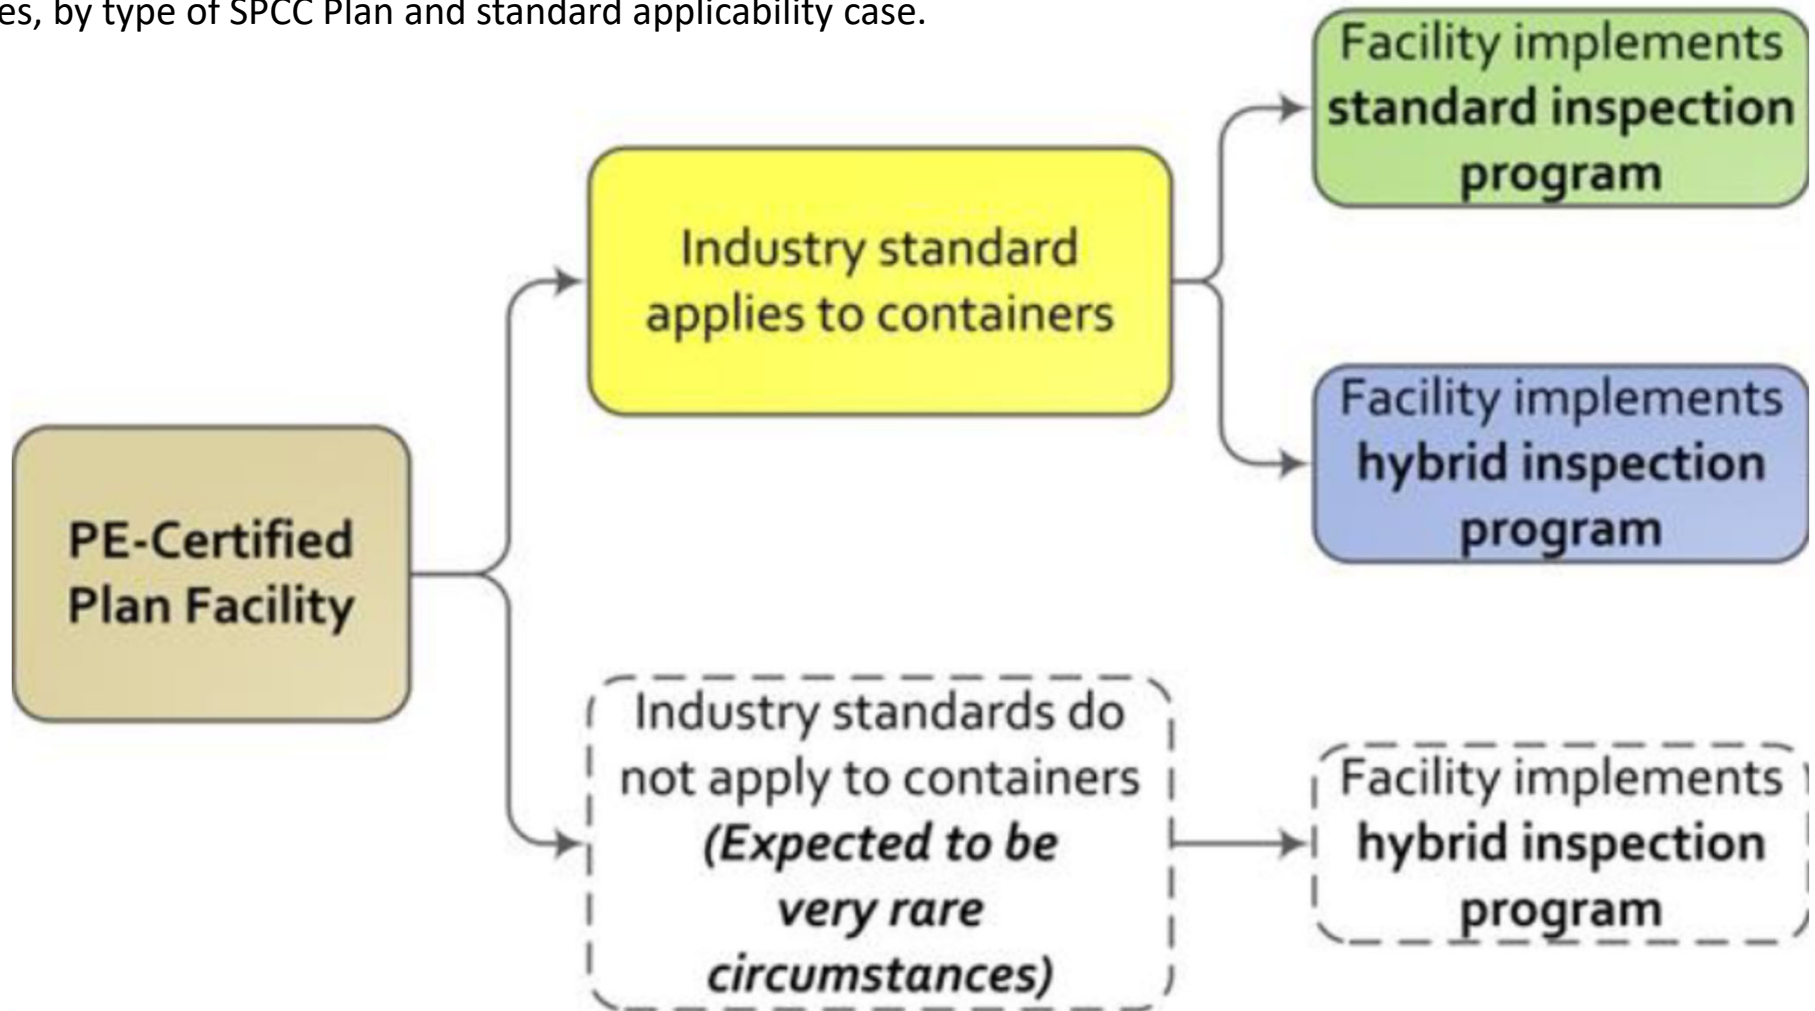 es, by type of SPCC Plan and standard applicability case.
Facility implements
standard inspection
program
Industry standard
applies to containers
Facility implements
hybrid inspection
program
PE-Certified
Plan Facility
Industry standards do
not apply to containers
(Expected to be
very rare
circumstances)
Facility implements
hybrid inspection
program